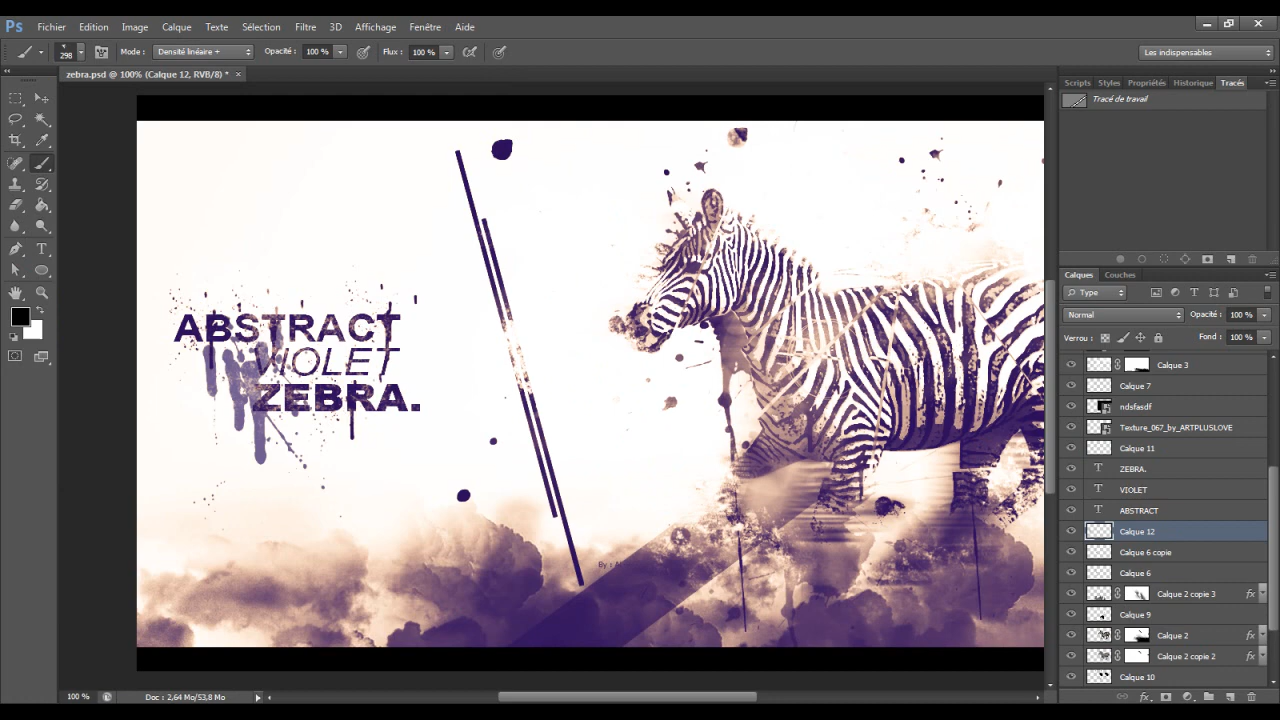 Ps Fichier Edition Image Calque Texte Sélection Filtre 3D Affichage Fenêtre Aide
298 Mode : Densité linéaire + Opacité : 100 % Flux : 100 % Les indispensables
zebra.psd @ 100% (Calque 12, RVB/8) * ×
Scripts Styles Propriétés Historique Tracés
Tracé de travail
ABSTRACT
VIOLET
ZEBRA.
Calques Couches
Type
Normal Opacité : 100 %
Verrou : Fond : 100 %
Calque 3
Calque 7
ndsfasdf
Texture_067_by_ARTPLUSLOVE
Calque 11
T ZEBRA.
T VIOLET
T ABSTRACT
Calque 12
Calque 6 copie
Calque 6
Calque 2 copie 3 fx
Calque 9
Calque 2 fx
Calque 2 copie 2 fx
Calque 10
100 % Doc : 2,64 Mo/53,8 Mo